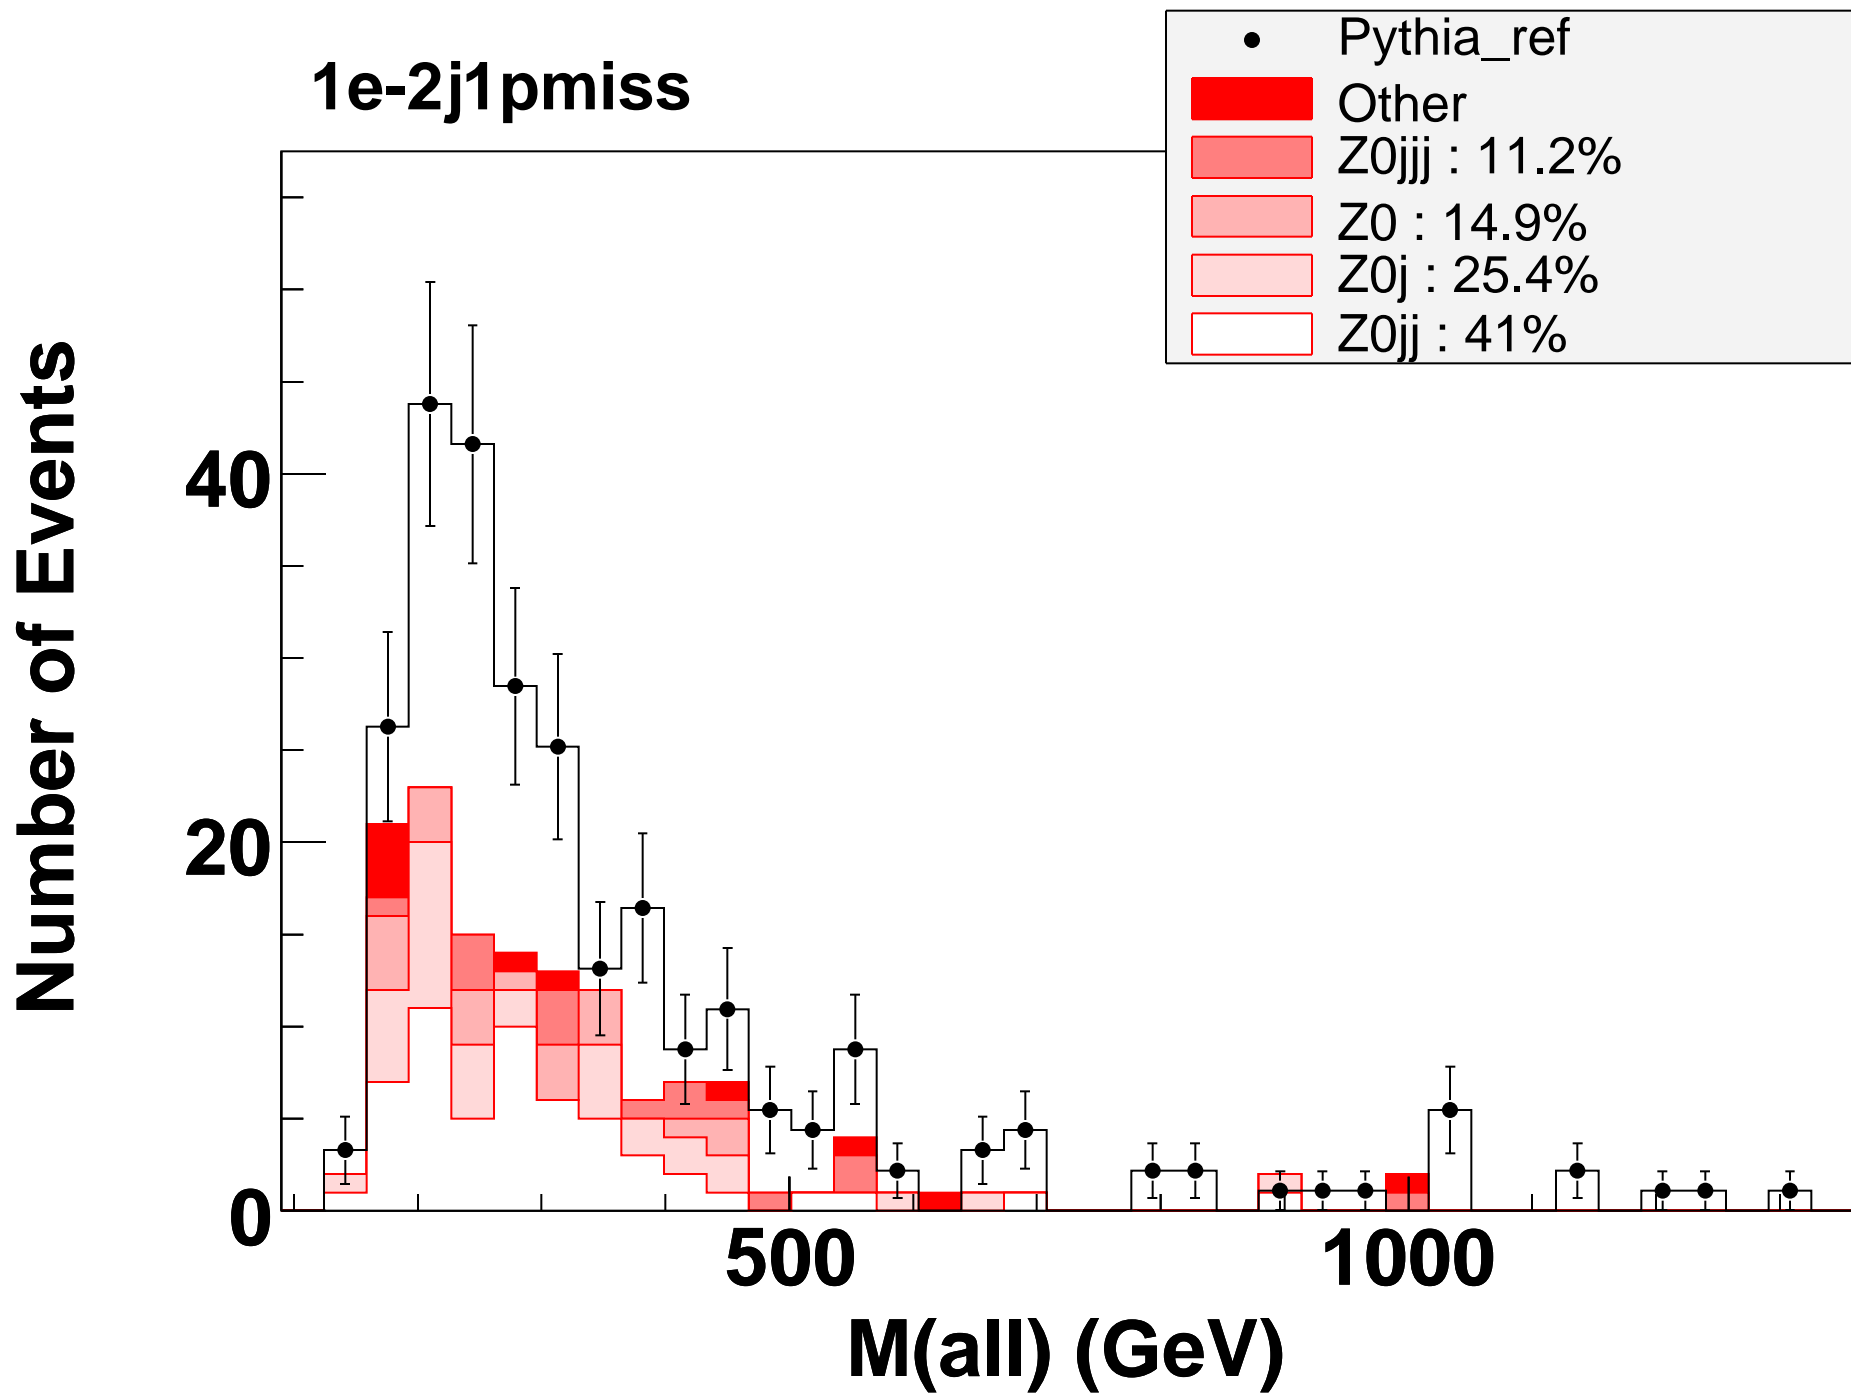 1e-2j1pmiss
Pythia_ref
Other
Z0jjj : 11.2%
Z0 : 14.9%
Z0j : 25.4%
Z0jj : 41%
Number of Events
40
20
0
500
1000
M(all) (GeV)